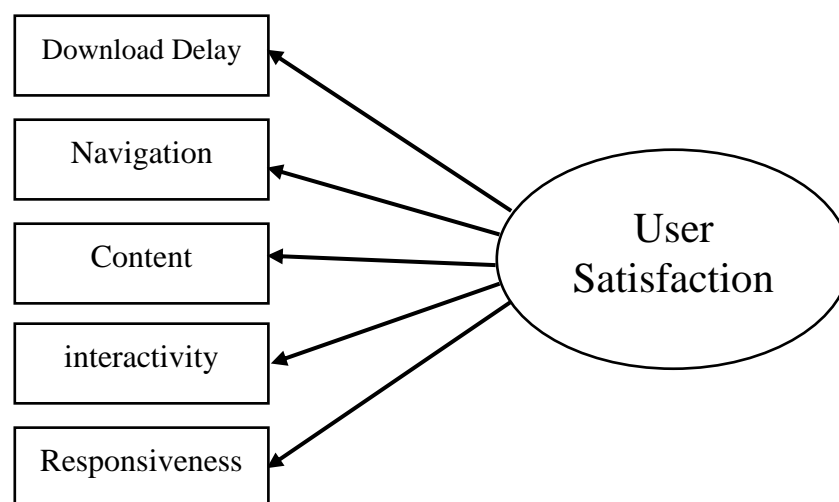 Download Delay
Navigation
Content
interactivity
Responsiveness
User
Satisfaction